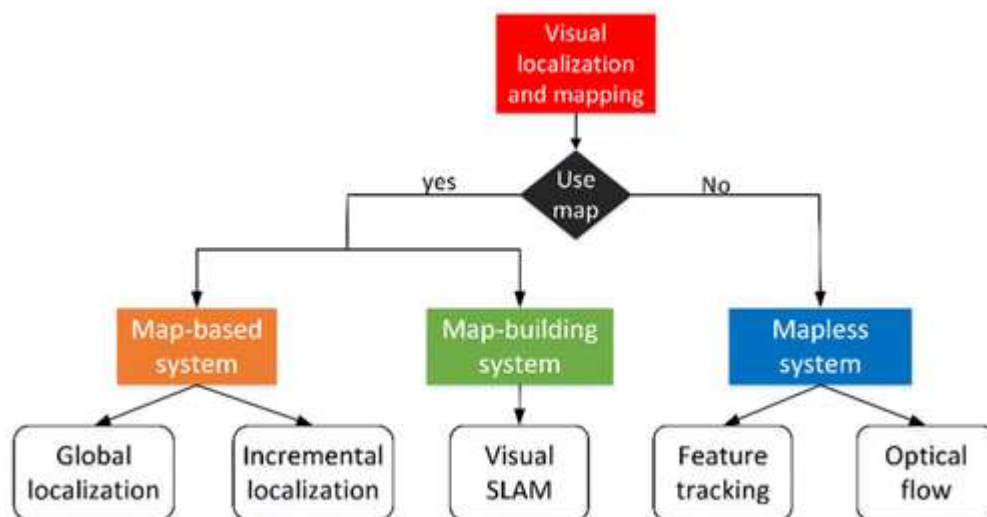 Visual
localization
and mapping
Use
map
yes
No
Map-based
system
Map-building
system
Mapless
system
Global
localization
Incremental
localization
Visual
SLAM
Feature
tracking
Optical
flow